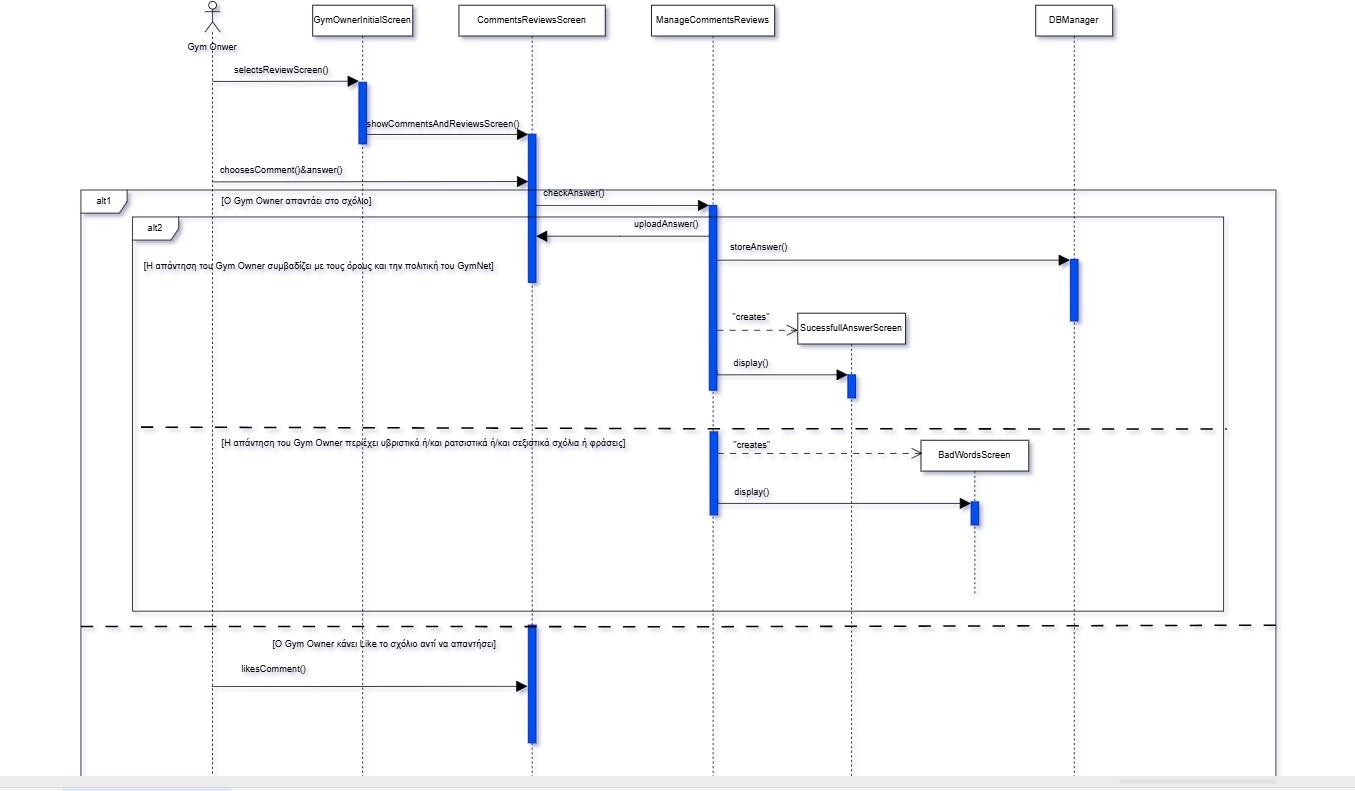 GymOwnerInitialScreen
CommentsReviewsScreen
ManageCommentsReviews
DBManager
Gym Onwer
selectsReviewScreen()
showCommentsAndReviewsScreen()
choosesComment()&answer()
alt1
[Ο Gym Owner απαντάει στο σχόλιο]
checkAnswer()
alt2
uploadAnswer()
storeAnswer()
[Η απάντηση του Gym Owner συμβαδίζει με τους όρους και την πολιτική του GymNet]
"creates"
SucessfullAnswerScreen
display()
[Η απάντηση του Gym Owner περιέχει υβριστικά ή/και ρατσιστικά ή/και σεξιστικά σχόλια ή φράσεις]
"creates"
BadWordsScreen
display()
[Ο Gym Owner κάνει Like το σχόλιο αντί να απαντήσει]
likesComment()